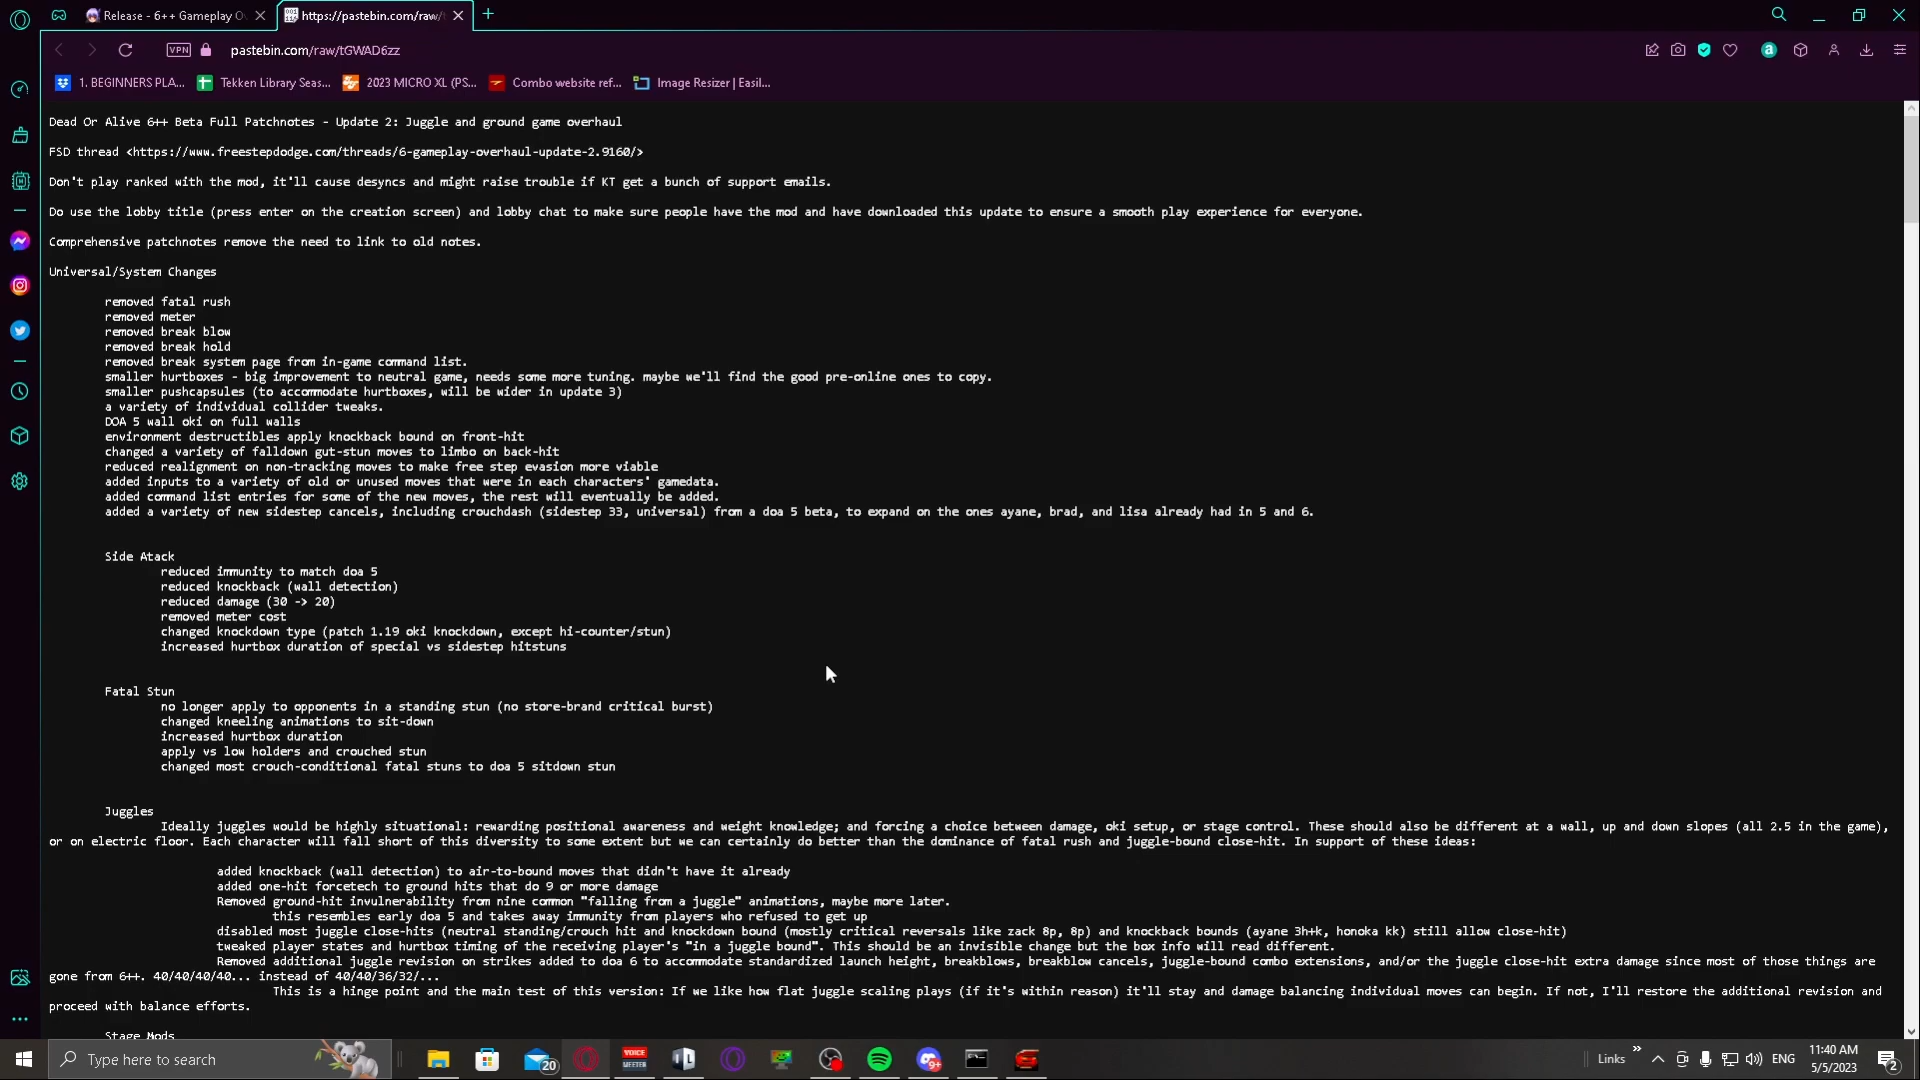 Release - 6++ Gameplay O
https://pastebin.com/raw/
VPN
pastebin.com/raw/tGWAD6zz
1. BEGINNERS PLA...
Tekken Library Seas...
2023 MICRO XL (PS...
Combo website ref...
Image Resizer | Easil...
Dead Or Alive 6++ Beta Full Patchnotes - Update 2: Juggle and ground game overhaul
FSD thread <https://www.freestepdodge.com/threads/6-gameplay-overhaul-update-2.9160/>
Don't play ranked with the mod, it'll cause desyncs and might raise trouble if KT get a bunch of support emails.
Do use the lobby title (press enter on the creation screen) and lobby chat to make sure people have the mod and have downloaded this update to ensure a smooth play experience for everyone.
Comprehensive patchnotes remove the need to link to old notes.
Universal/System Changes
removed fatal rush
removed meter
removed break blow
removed break hold
removed break system page from in-game command list.
smaller hurtboxes - big improvement to neutral game, needs some more tuning. maybe we'll find the good pre-online ones to copy.
smaller pushcapsules (to accommodate hurtboxes, will be wider in update 3)
a variety of individual collider tweaks.
DOA 5 wall oki on full walls
environment destructibles apply knockback bound on front-hit
changed a variety of falldown gut-stun moves to limbo on back-hit
reduced realignment on non-tracking moves to make free step evasion more viable
added inputs to a variety of old or unused moves that were in each characters' gamedata.
added command list entries for some of the new moves, the rest will eventually be added.
added a variety of new sidestep cancels, including crouchdash (sidestep 33, universal) from a doa 5 beta, to expand on the ones ayane, brad, and lisa already had in 5 and 6.
Side Atack
reduced immunity to match doa 5
reduced knockback (wall detection)
reduced damage (30 -> 20)
removed meter cost
changed knockdown type (patch 1.19 oki knockdown, except hi-counter/stun)
increased hurtbox duration of special vs sidestep hitstuns
Fatal Stun
no longer apply to opponents in a standing stun (no store-brand critical burst)
changed kneeling animations to sit-down
increased hurtbox duration
apply vs low holders and crouched stun
changed most crouch-conditional fatal stuns to doa 5 sitdown stun
Juggles
Ideally juggles would be highly situational: rewarding positional awareness and weight knowledge; and forcing a choice between damage, oki setup, or stage control. These should also be different at a wall, up and down slopes (all 2.5 in the game),
or on electric floor. Each character will fall short of this diversity to some extent but we can certainly do better than the dominance of fatal rush and juggle-bound close-hit. In support of these ideas:
added knockback (wall detection) to air-to-bound moves that didn't have it already
added one-hit forcetech to ground hits that do 9 or more damage
Removed ground-hit invulnerability from nine common "falling from a juggle" animations, maybe more later.
this resembles early doa 5 and takes away immunity from players who refused to get up
disabled most juggle close-hits (neutral standing/crouch hit and knockdown bound (mostly critical reversals like zack 8p, 8p) and knockback bounds (ayane 3h+k, honoka kk) still allow close-hit)
tweaked player states and hurtbox timing of the receiving player's "in a juggle bound". This should be an invisible change but the box info will read different.
Removed additional juggle revision on strikes added to doa 6 to accommodate standardized launch height, breakblows, breakblow cancels, juggle-bound combo extensions, and/or the juggle close-hit extra damage since most of those things are
gone from 6++. 40/40/40/40... instead of 40/40/36/32/...
This is a hinge point and the main test of this version: If we like how flat juggle scaling plays (if it's within reason) it'll stay and damage balancing individual moves can begin. If not, I'll restore the additional revision and
proceed with balance efforts.
Stage Mods
Type here to search
20
VOICE
MEETER
Links
ENG
11:40 AM
5/5/2023
2